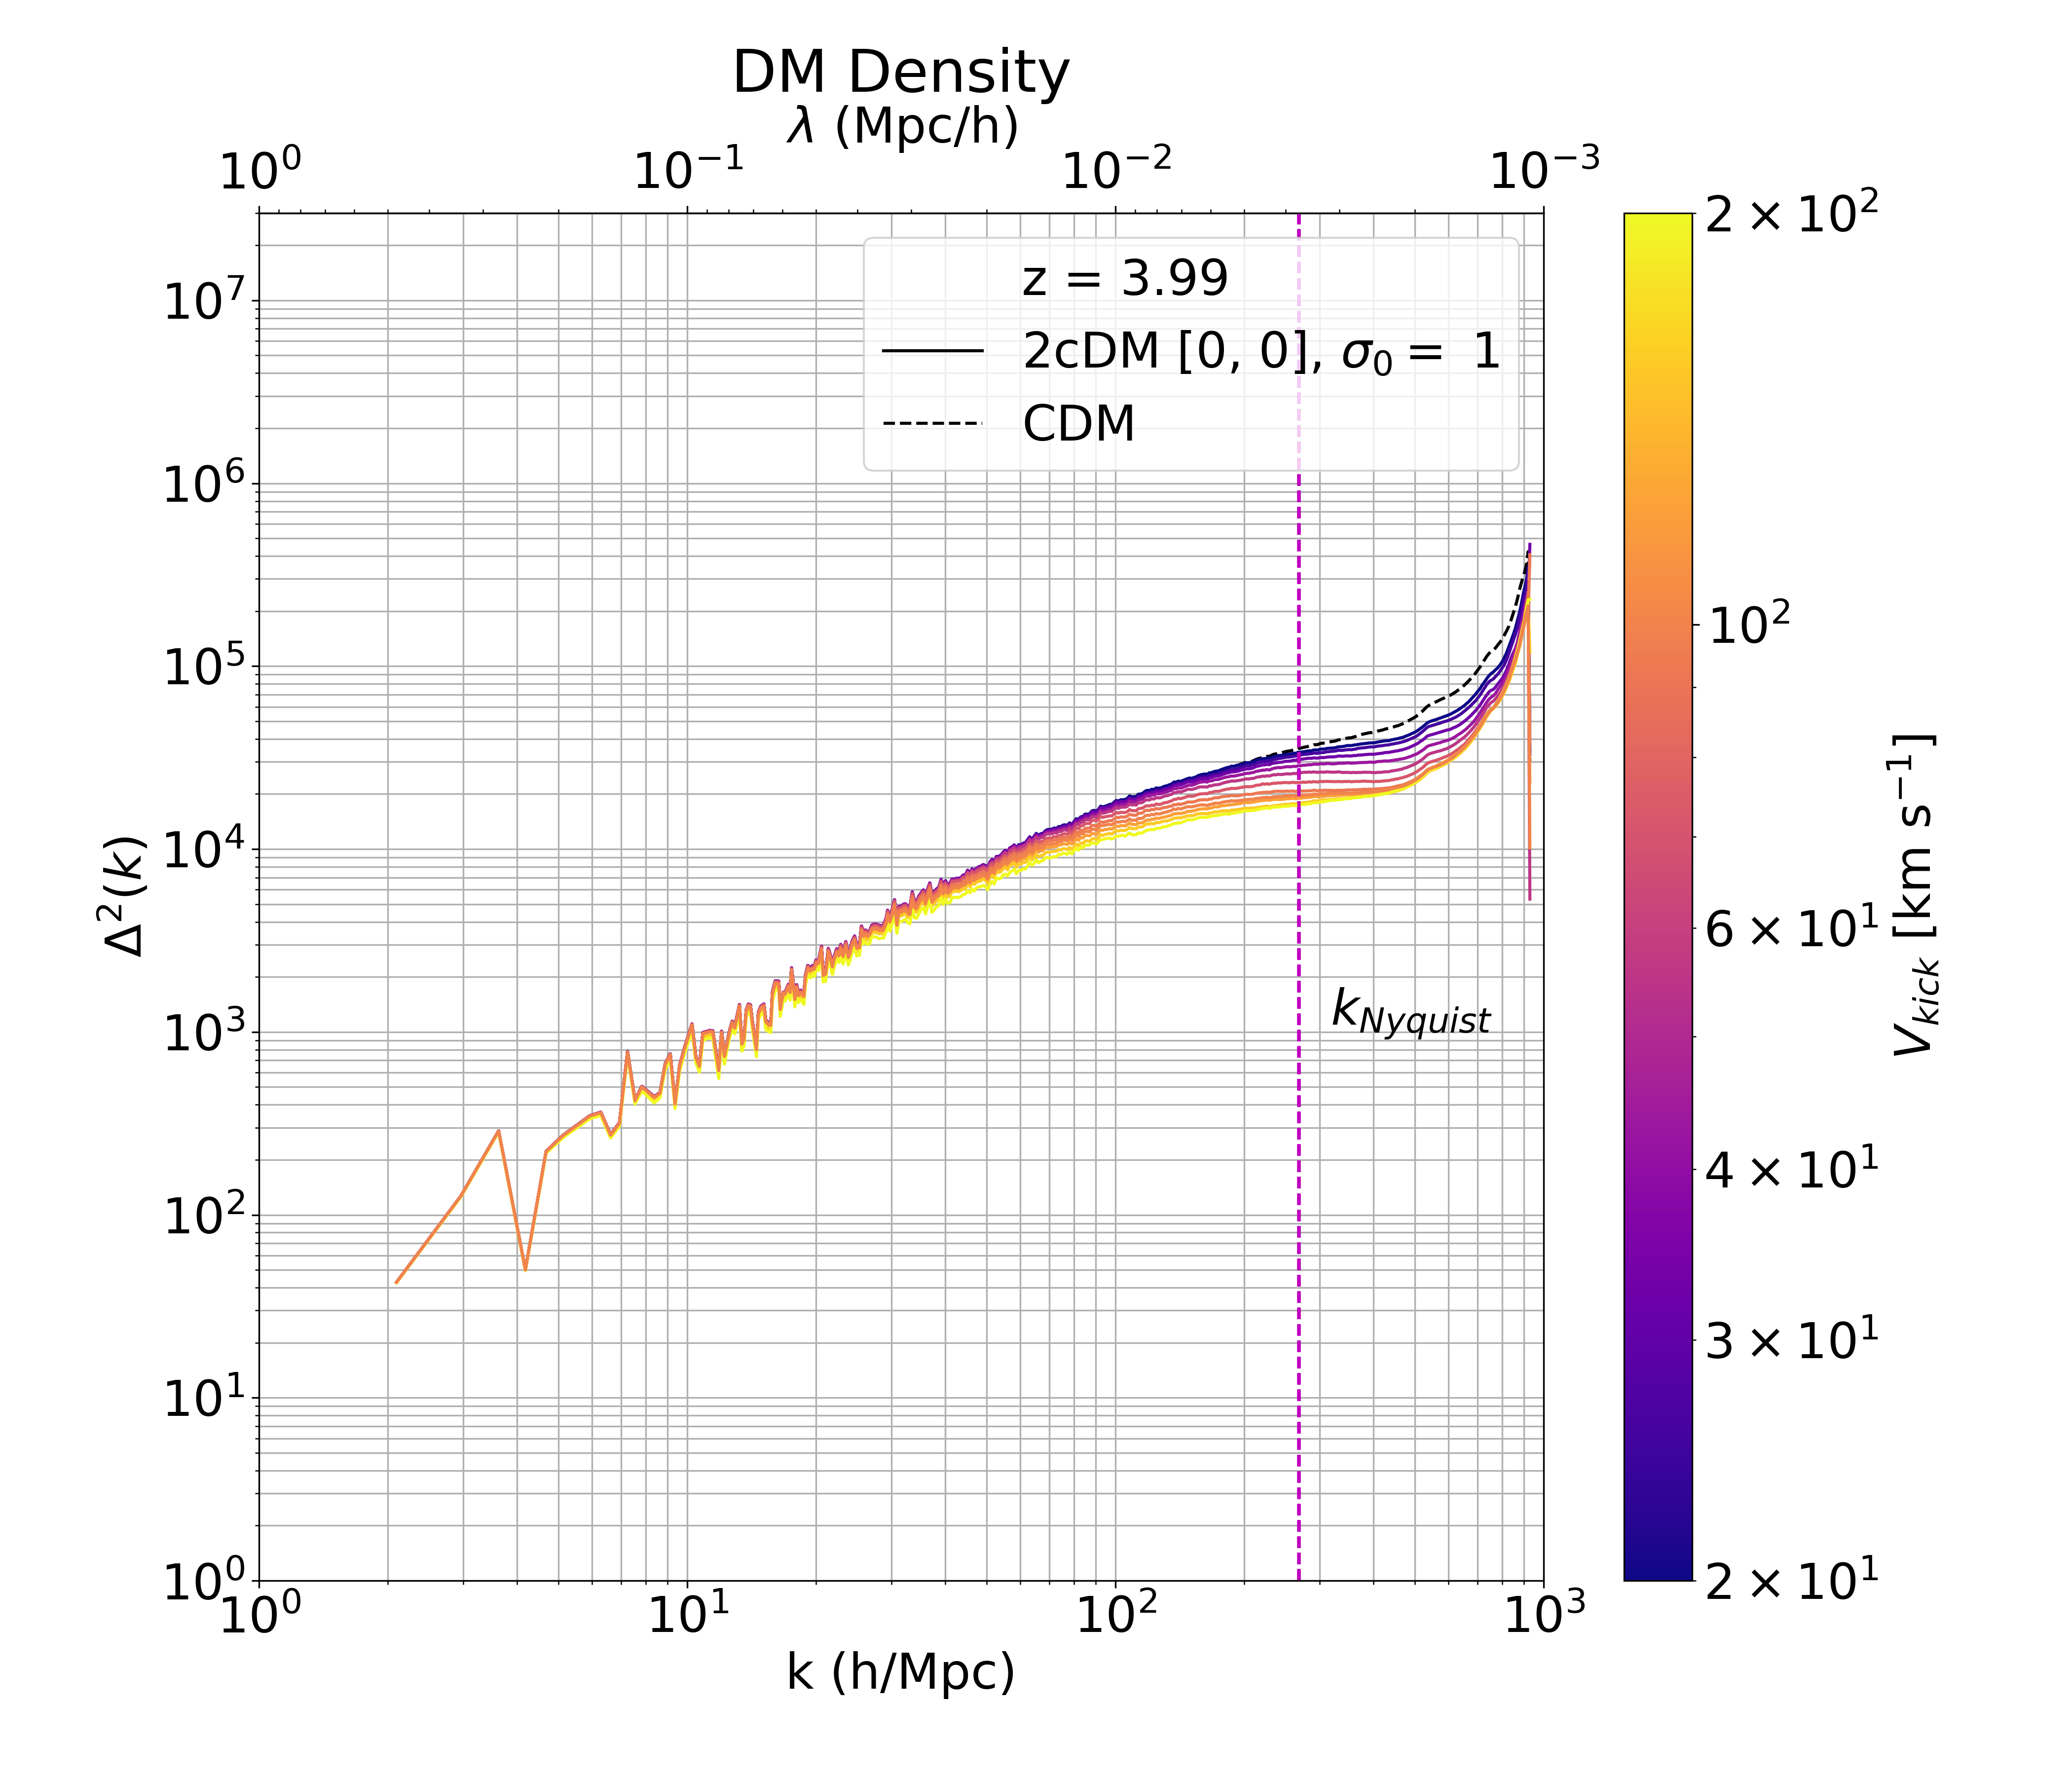 DM Density
λ (Mpc/h)
10⁰ 10⁻¹ 10⁻² 10⁻³
z = 3.99
2cDM [0, 0], σ₀ = 1
CDM
10⁷
10⁶
10⁵
10⁴
10³
10²
10¹
10⁰
Δ²(k)
k_Nyquist
10⁰ 10¹ 10² 10³
k (h/Mpc)
2 × 10²
10²
6 × 10¹
4 × 10¹
3 × 10¹
2 × 10¹
V_kick [km s⁻¹]